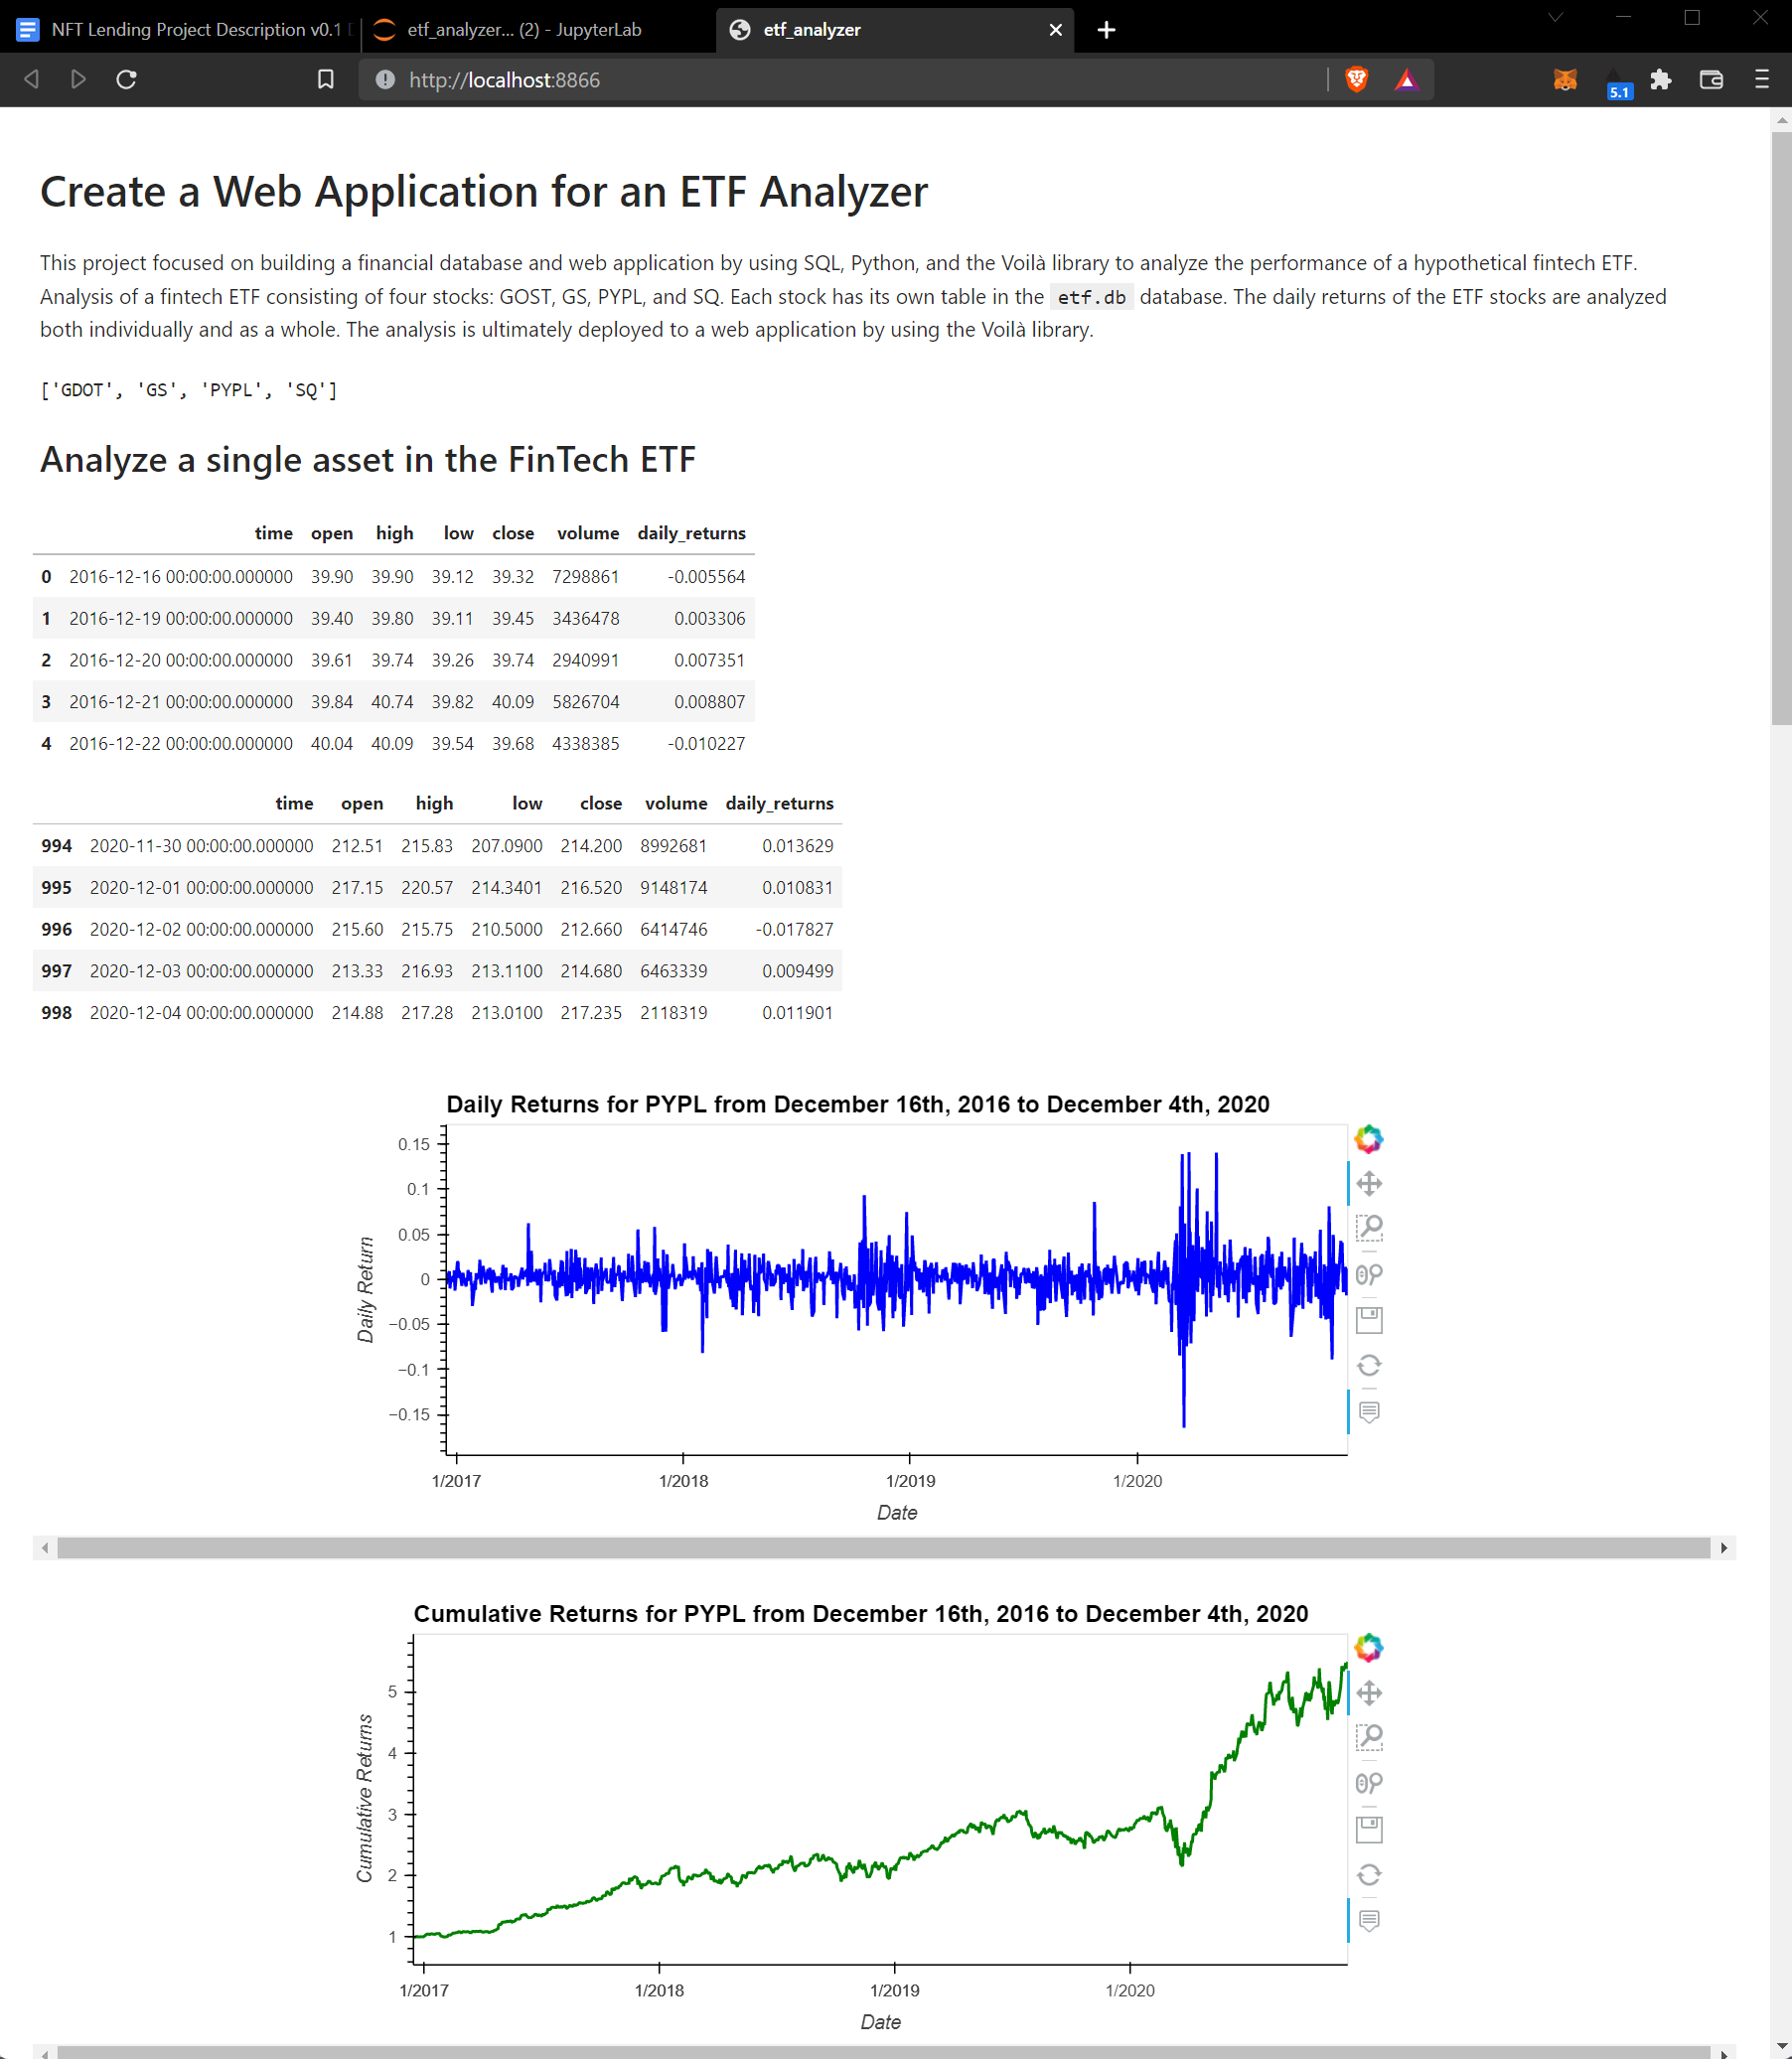 NFT Lending Project Description v0.1
etf_analyzer... (2) - JupyterLab
etf_analyzer
http://localhost:8866
5.1
Create a Web Application for an ETF Analyzer
This project focused on building a financial database and web application by using SQL, Python, and the Voilà library to analyze the performance of a hypothetical fintech ETF.
Analysis of a fintech ETF consisting of four stocks: GOST, GS, PYPL, and SQ. Each stock has its own table in the etf.db database. The daily returns of the ETF stocks are analyzed
both individually and as a whole. The analysis is ultimately deployed to a web application by using the Voilà library.
['GDOT', 'GS', 'PYPL', 'SQ']
Analyze a single asset in the FinTech ETF
time open high low close volume daily_returns
0 2016-12-16 00:00:00.000000 39.90 39.90 39.12 39.32 7298861 -0.005564
1 2016-12-19 00:00:00.000000 39.40 39.80 39.11 39.45 3436478 0.003306
2 2016-12-20 00:00:00.000000 39.61 39.74 39.26 39.74 2940991 0.007351
3 2016-12-21 00:00:00.000000 39.84 40.74 39.82 40.09 5826704 0.008807
4 2016-12-22 00:00:00.000000 40.04 40.09 39.54 39.68 4338385 -0.010227
time open high low close volume daily_returns
994 2020-11-30 00:00:00.000000 212.51 215.83 207.0900 214.200 8992681 0.013629
995 2020-12-01 00:00:00.000000 217.15 220.57 214.3401 216.520 9148174 0.010831
996 2020-12-02 00:00:00.000000 215.60 215.75 210.5000 212.660 6414746 -0.017827
997 2020-12-03 00:00:00.000000 213.33 216.93 213.1100 214.680 6463339 0.009499
998 2020-12-04 00:00:00.000000 214.88 217.28 213.0100 217.235 2118319 0.011901
Daily Returns for PYPL from December 16th, 2016 to December 4th, 2020
Daily Return
0.15
0.1
0.05
0
−0.05
−0.1
−0.15
1/2017 1/2018 1/2019 1/2020
Date
Cumulative Returns for PYPL from December 16th, 2016 to December 4th, 2020
Cumulative Returns
5
4
3
2
1
1/2017 1/2018 1/2019 1/2020
Date